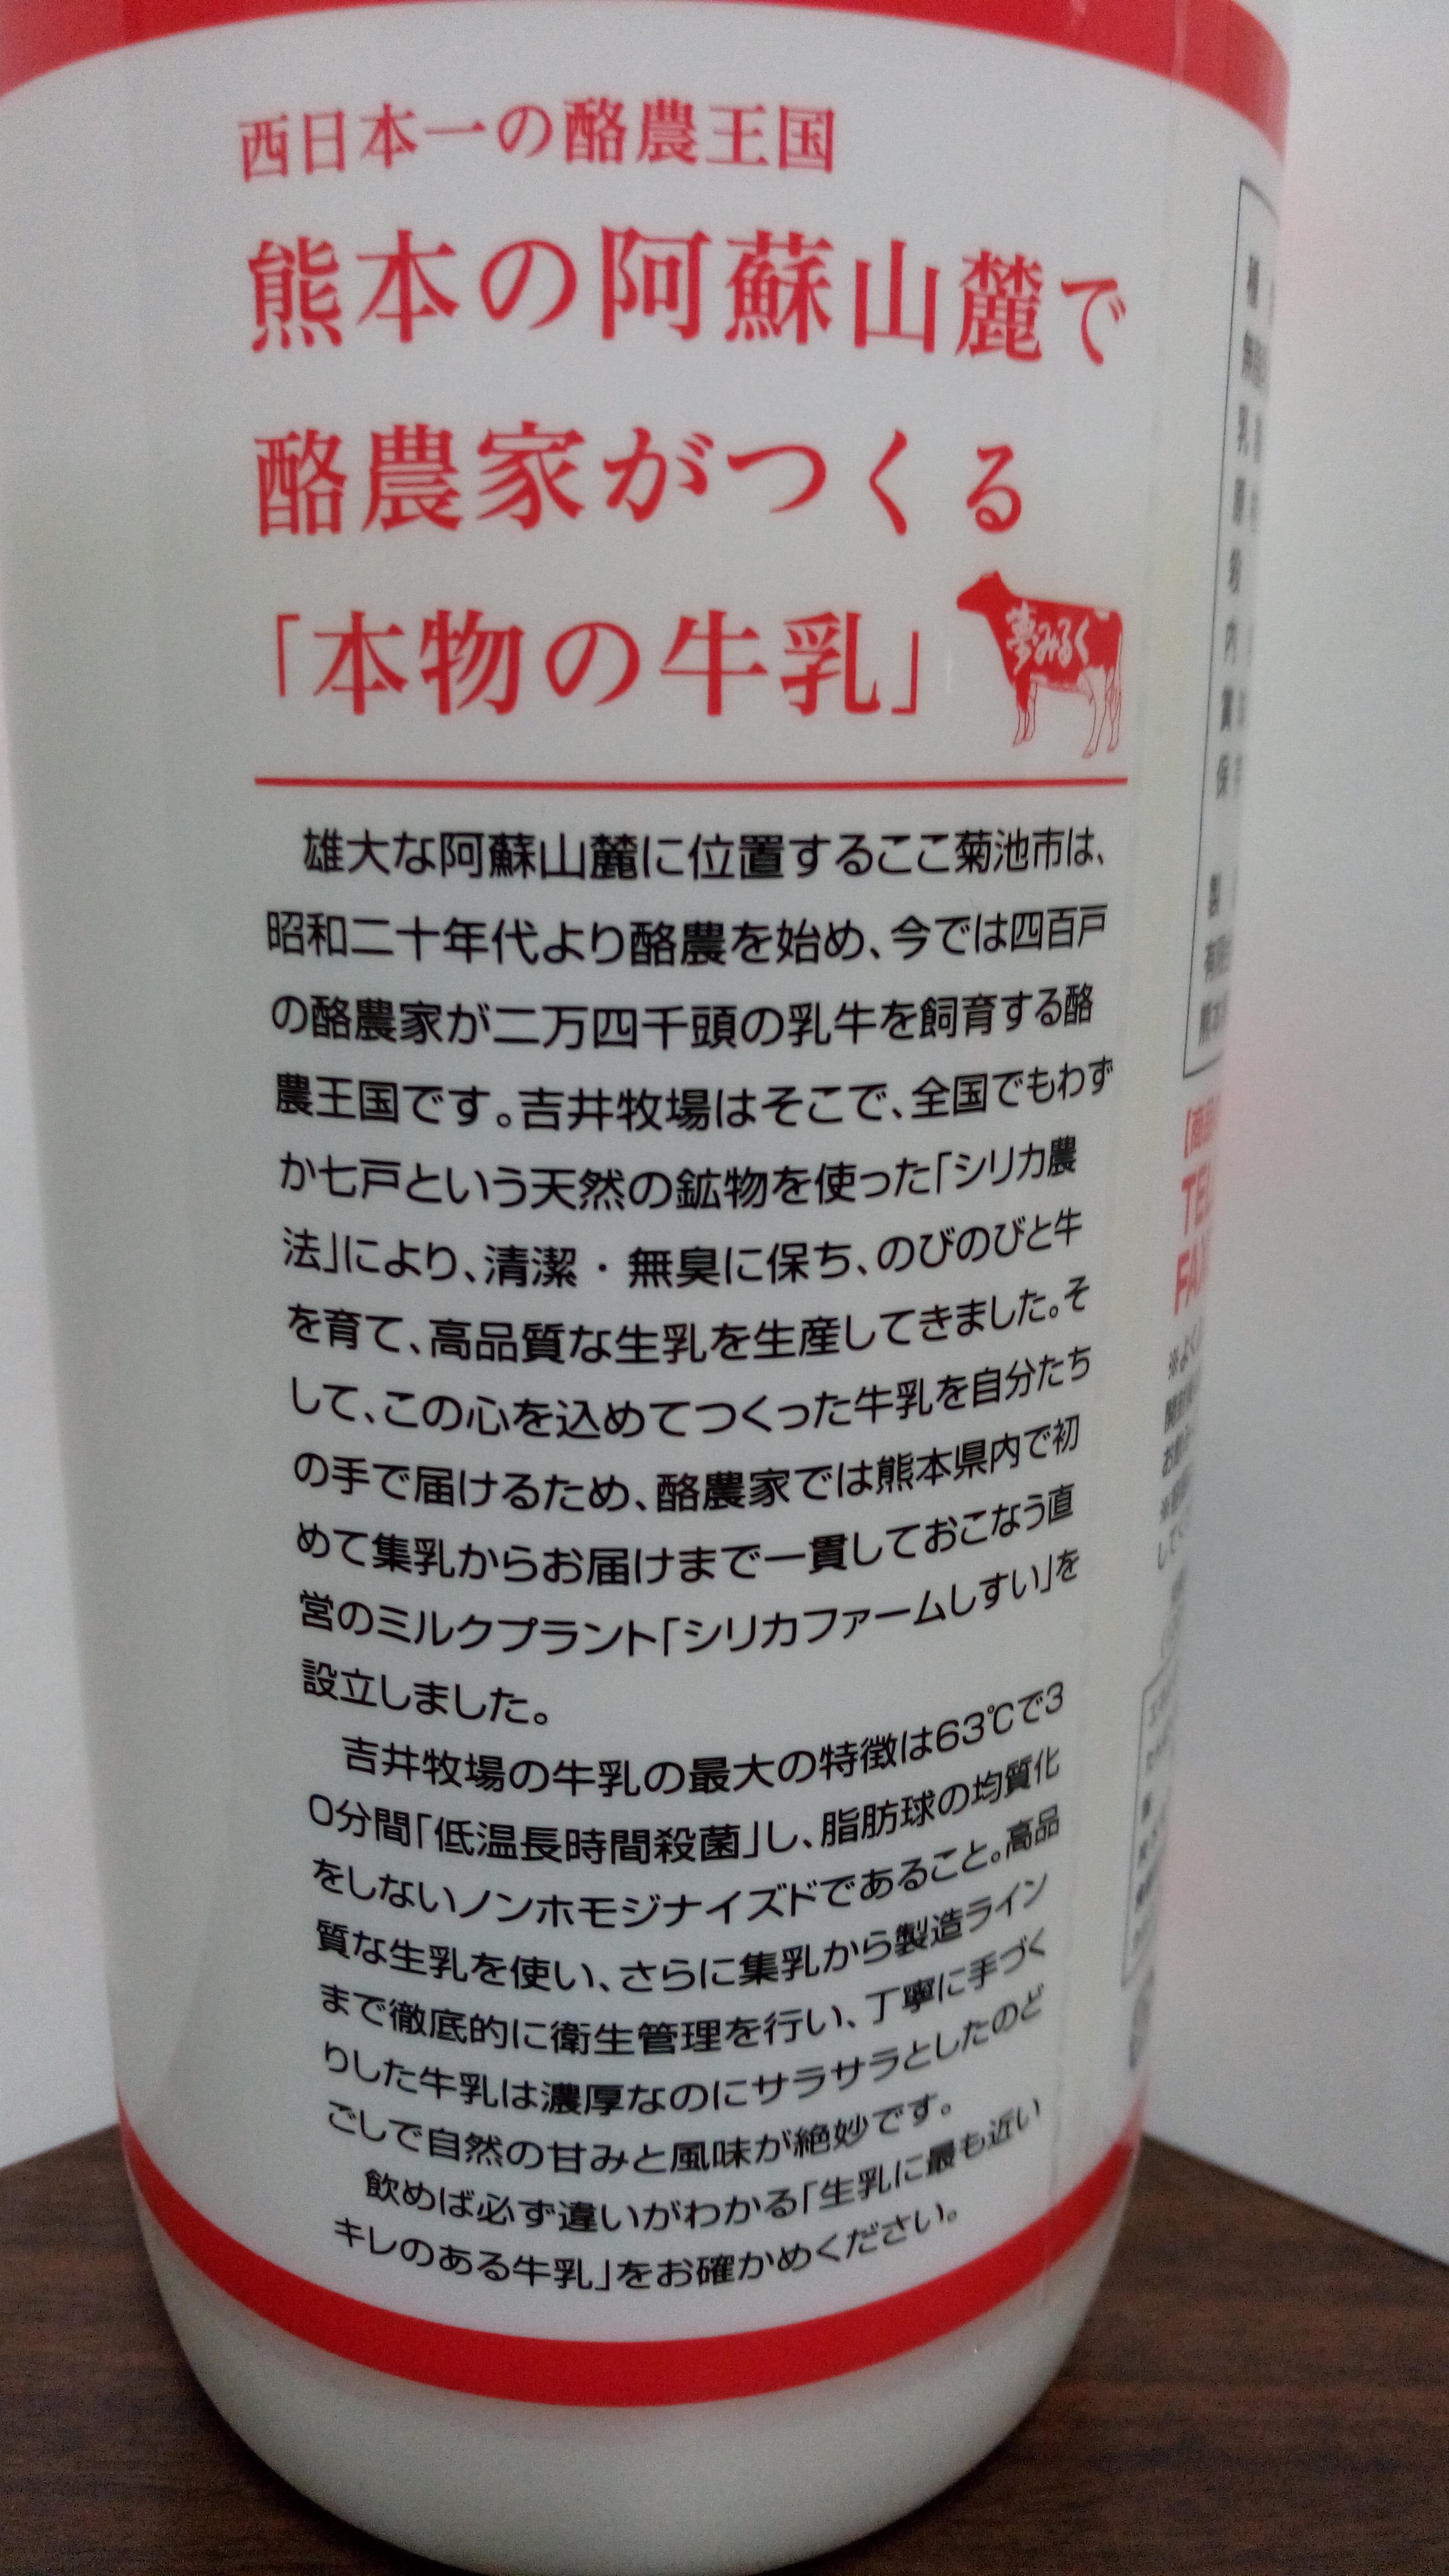 西日本一の酪農王国
熊本の阿蘇山麓で
酪農家がつくる
「本物の牛乳」
夢みるく
雄大な阿蘇山麓に位置するここ菊池市は、
昭和二十年代より酪農を始め、今では四百戸
の酪農家が二万四千頭の乳牛を飼育する酪
農王国です。吉井牧場はそこで、全国でもわず
か七戸という天然の鉱物を使った「シリカ農
法」により、清潔・無臭に保ち、のびのびと牛
を育て、高品質な生乳を生産してきました。そ
して、この心を込めてつくった牛乳を自分たち
の手で届けるため、酪農家では熊本県内で初
めて集乳からお届けまで一貫しておこなう直
営のミルクプラント「シリカファームしすい」を
設立しました。
吉井牧場の牛乳の最大の特徴は63℃で3
0分間「低温長時間殺菌」し、脂肪球の均質化
をしないノンホモジナイズドであること。高品
質な生乳を使い、さらに集乳から製造ライン
まで徹底的に衛生管理を行い、丁寧に手づく
りした牛乳は濃厚なのにサラサラとしたのど
ごしで自然の甘みと風味が絶妙です。
飲めば必ず違いがわかる「生乳に最も近い
キレのある牛乳」をお確かめください。
TEL
FAX